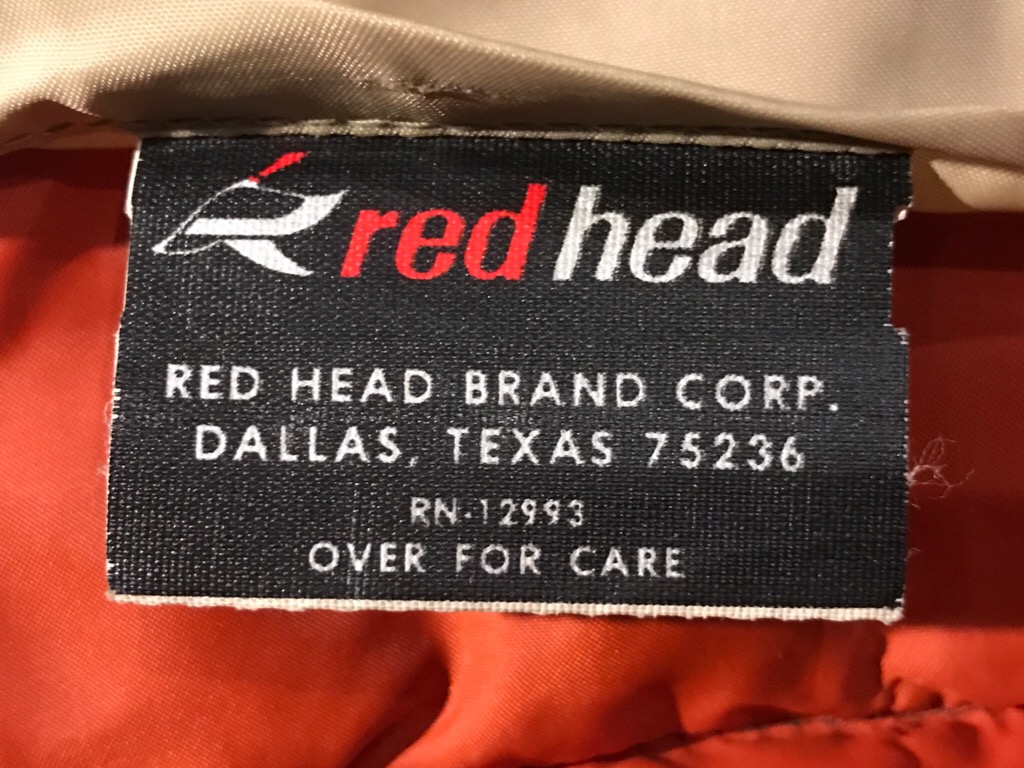 red head
RED HEAD BRAND CORP.
DALLAS, TEXAS 75236
RN-12993
OVER FOR CARE